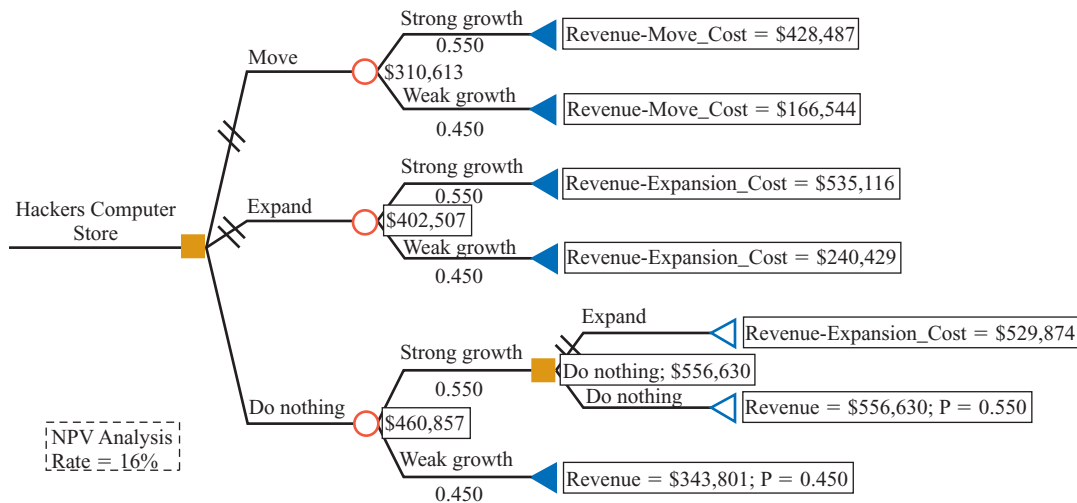 Strong growth
0.550
Revenue-Move_Cost = $428,487
Move
$310,613
Weak growth
0.450
Revenue-Move_Cost = $166,544
Strong growth
0.550
Revenue-Expansion_Cost = $535,116
Hackers Computer
Store
Expand
$402,507
Weak growth
0.450
Revenue-Expansion_Cost = $240,429
Expand
Revenue-Expansion_Cost = $529,874
Strong growth
0.550
Do nothing; $556,630
Do nothing
Revenue = $556,630; P = 0.550
Do nothing
$460,857
Weak growth
0.450
Revenue = $343,801; P = 0.450
NPV Analysis
Rate = 16%